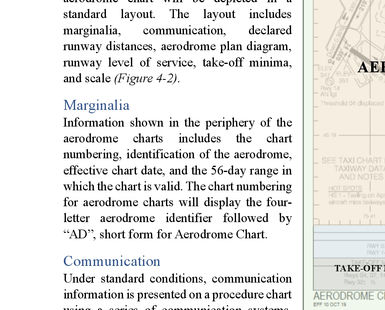 aerodrome chart will be depicted in a
standard layout. The layout includes
marginalia, communication, declared
runway distances, aerodrome plan diagram,
runway level of service, take-off minima,
and scale (Figure 4-2).
Marginalia
Information shown in the periphery of the
aerodrome charts includes the chart
numbering, identification of the aerodrome,
effective chart date, and the 56-day range in
which the chart is valid. The chart numbering
for aerodrome charts will display the four-
letter aerodrome identifier followed by
“AD”, short form for Aerodrome Chart.
Communication
Under standard conditions, communication
information is presented on a procedure chart
using a series of communication systems,
AER
SEE TAXI CHART
TAXIWAY DATA
AND NOTES
HOT SPOTS
TAKE-OFF
AERODROME C
EFF 10 OCT 19